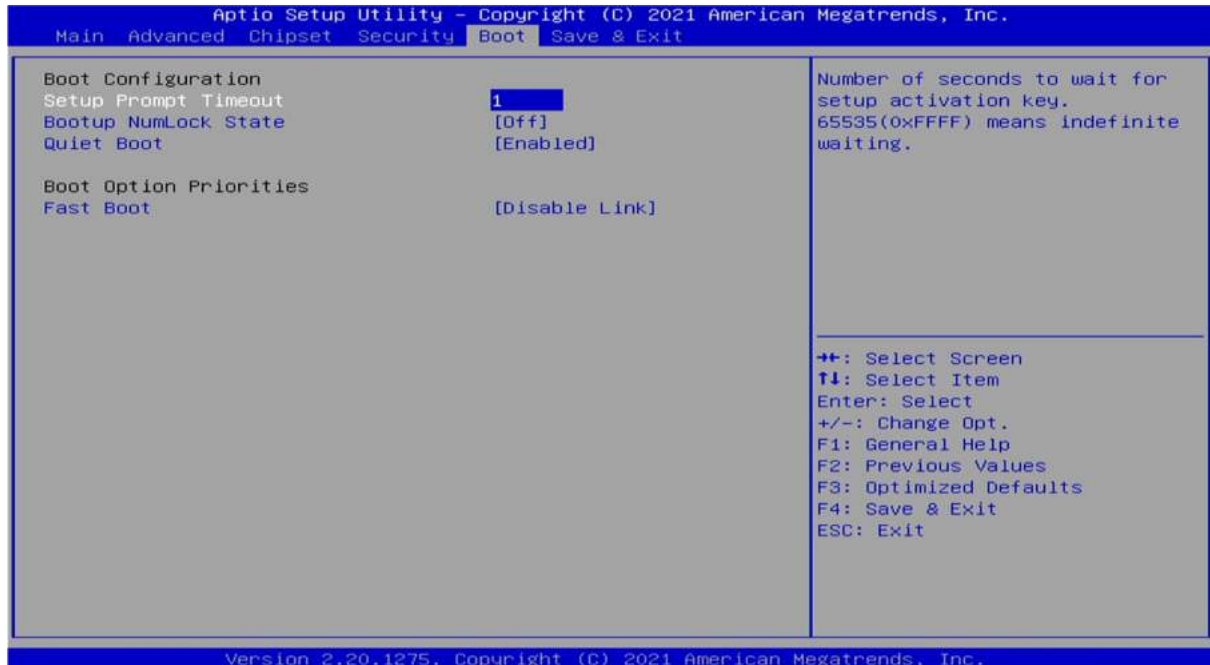 Aptio Setup Utility – Copyright (C) 2021 American Megatrends, Inc.
Main Advanced Chipset Security Boot Save & Exit
Boot Configuration
Setup Prompt Timeout 1
Bootup NumLock State [Off]
Quiet Boot [Enabled]
Boot Option Priorities
Fast Boot [Disable Link]
Number of seconds to wait for
setup activation key.
65535(0xFFFF) means indefinite
waiting.
→←: Select Screen
↑↓: Select Item
Enter: Select
+/-: Change Opt.
F1: General Help
F2: Previous Values
F3: Optimized Defaults
F4: Save & Exit
ESC: Exit
Version 2.20.1275. Copyright (C) 2021 American Megatrends, Inc.